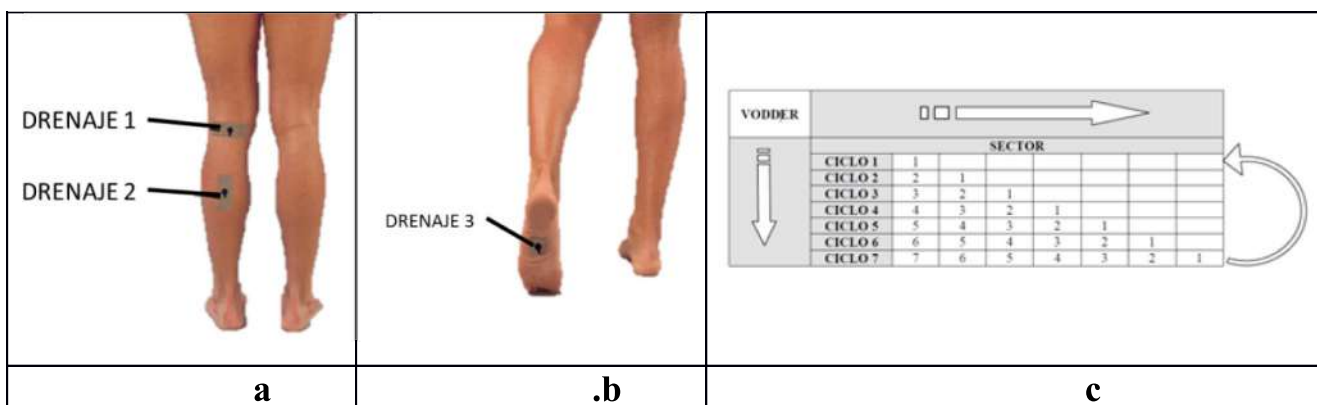 DRENAJE 1
DRENAJE 2
DRENAJE 3
VODDER
SECTOR
CICLO 1 1
CICLO 2 2 1
CICLO 3 3 2 1
CICLO 4 4 3 2 1
CICLO 5 5 4 3 2 1
CICLO 6 6 5 4 3 2 1
CICLO 7 7 6 5 4 3 2 1
a .b c